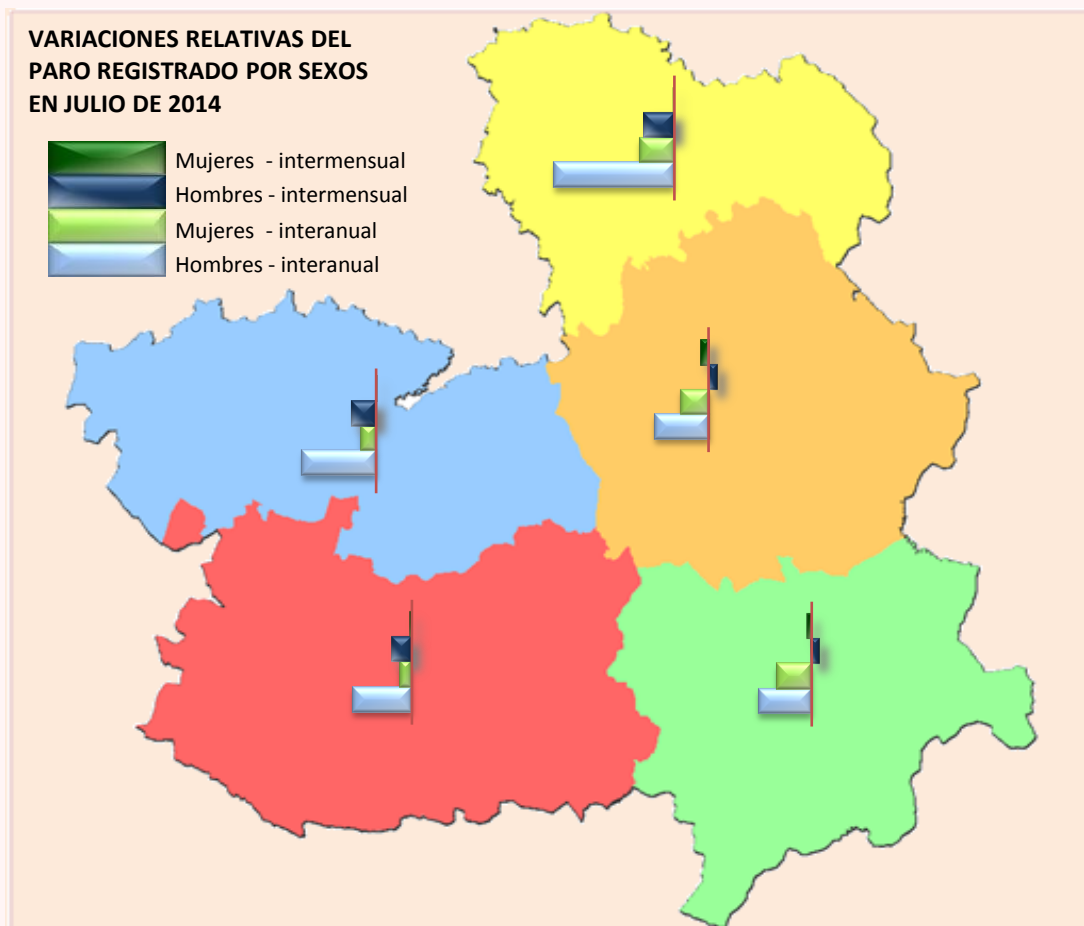 VARIACIONES RELATIVAS DEL
PARO REGISTRADO POR SEXOS
EN JULIO DE 2014
Mujeres - intermensual
Hombres - intermensual
Mujeres - interanual
Hombres - interanual